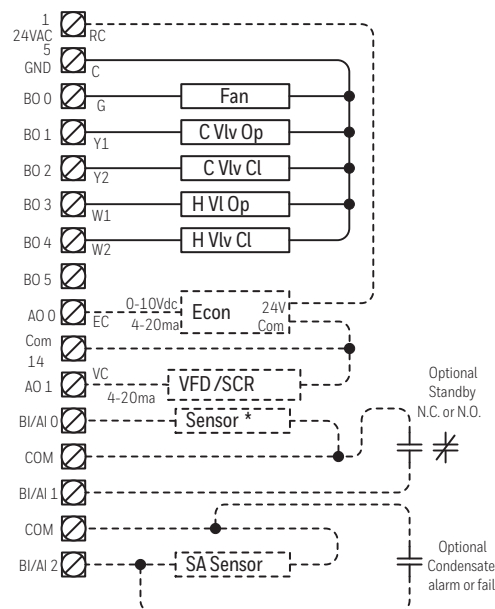 1
24VAC
RC
5
GND
C
BO 0
G
Fan
BO 1
Y1
C Vlv Op
BO 2
Y2
C Vlv Cl
BO 3
W1
H Vl Op
BO 4
W2
H Vlv Cl
BO 5
AO 0
EC
0-10Vdc
4-20ma
Econ
24V
Com
Com
14
AO 1
VC
4-20ma
VFD/SCR
Optional
Standby
N.C. or N.O.
BI/AI 0
Sensor *
COM
BI/AI 1
COM
BI/AI 2
SA Sensor
Optional
Condensate
alarm or fail